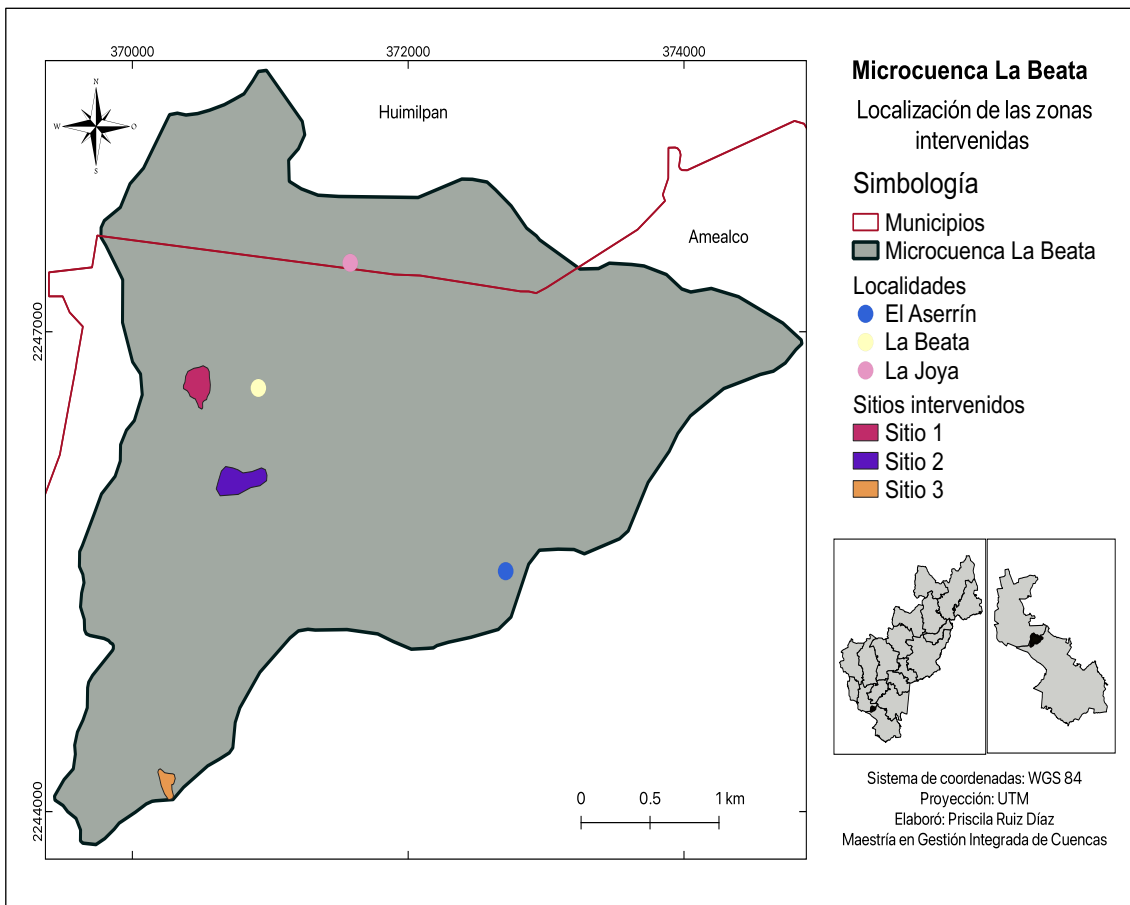 370000
372000
374000
N
W
O
S
Huimilpan
Amealco
2247000
2244000
0
0.5
1 km
Microcuenca La Beata
Localización de las zonas
intervenidas
Simbología
Municipios
Microcuenca La Beata
Localidades
El Aserrín
La Beata
La Joya
Sitios intervenidos
Sitio 1
Sitio 2
Sitio 3
Sistema de coordenadas: WGS 84
Proyección: UTM
Elaboró: Priscila Ruiz Díaz
Maestría en Gestión Integrada de Cuencas